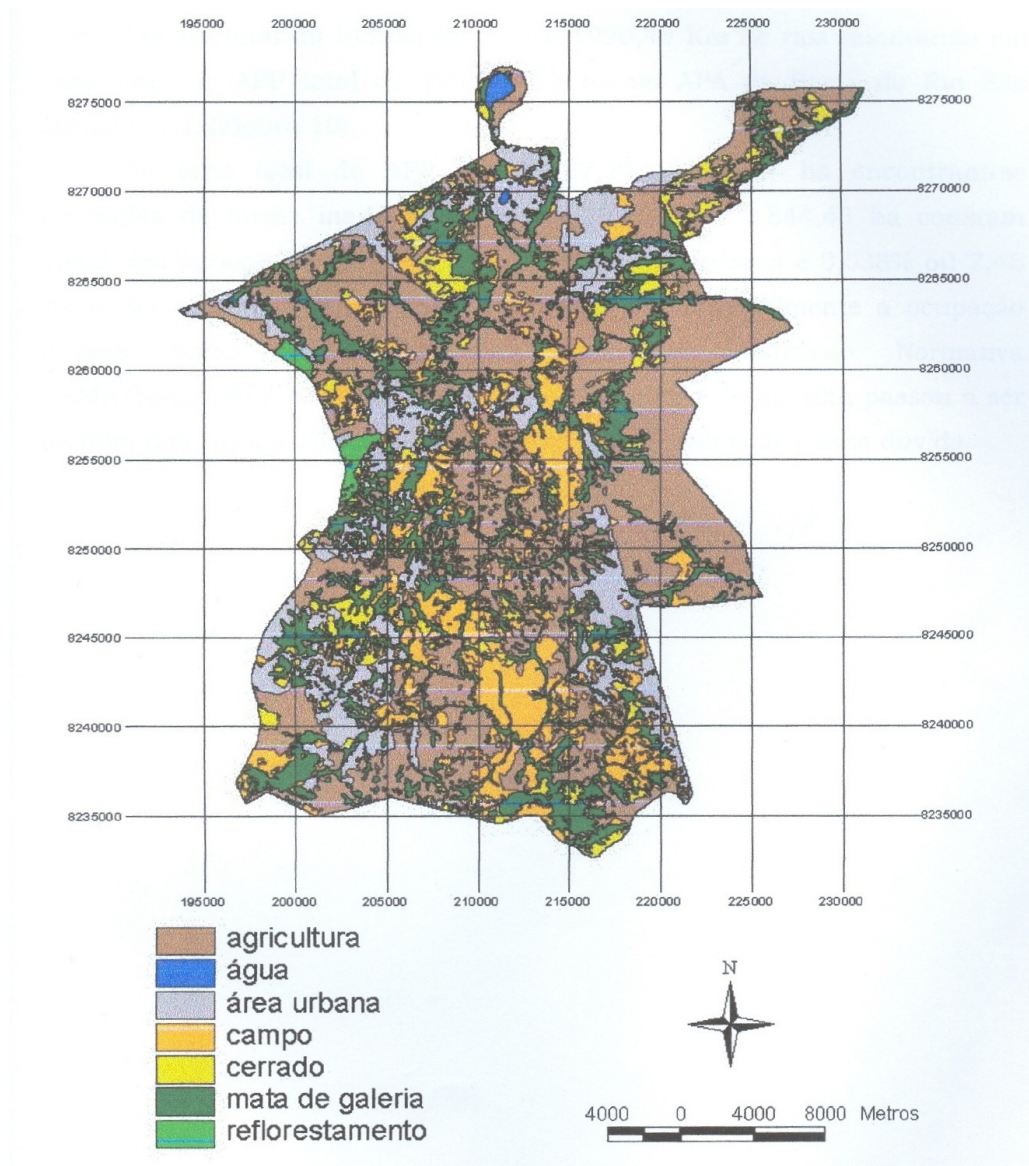 195000 200000 205000 210000 215000 220000 225000 230000
8275000 8275000
8270000 8270000
8265000 8265000
8260000 8260000
8255000 8255000
8250000 8250000
8245000 8245000
8240000 8240000
8235000 8235000
195000 200000 205000 210000 215000 220000 225000 230000
agricultura
água
área urbana
campo
cerrado
mata de galeria
reflorestamento
N
4000 0 4000 8000 Metros